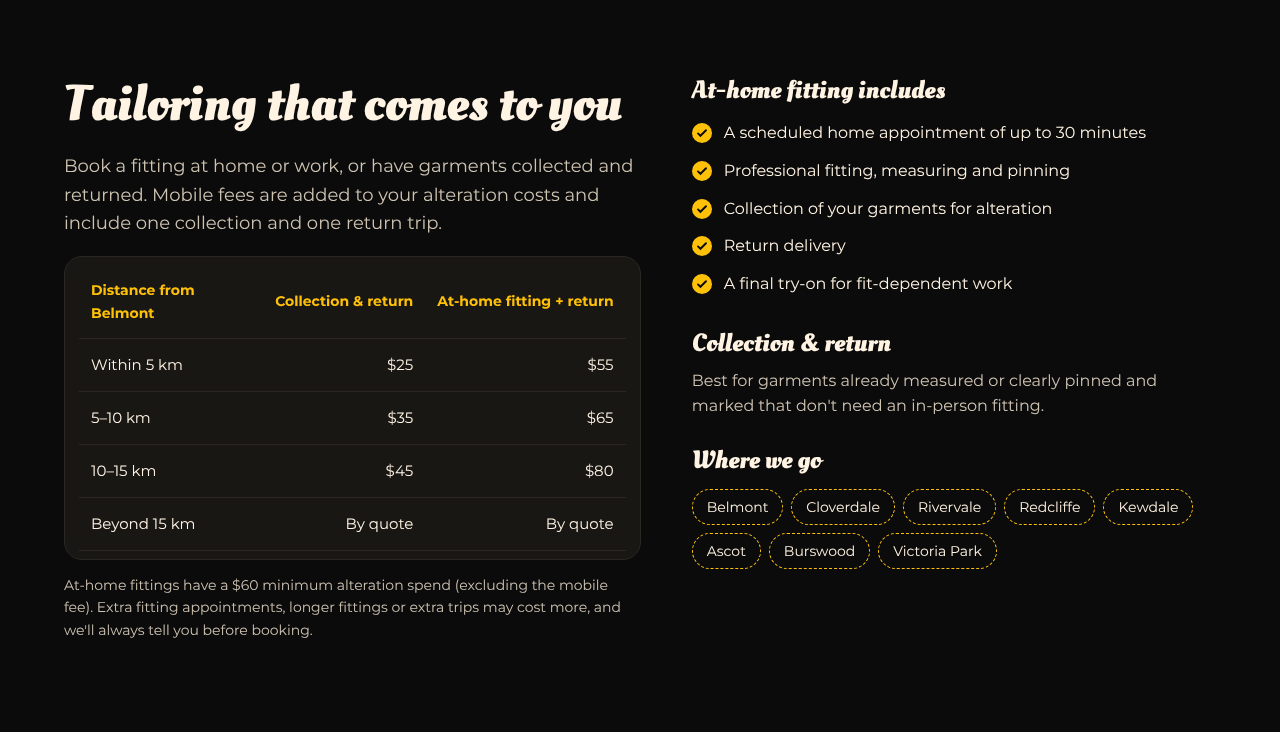 Tailoring that comes to you
Book a fitting at home or work, or have garments collected and
returned. Mobile fees are added to your alteration costs and
include one collection and one return trip.
Distance from
Belmont
Collection & return
At-home fitting + return
Within 5 km $25 $55
5–10 km $35 $65
10–15 km $45 $80
Beyond 15 km By quote By quote
At-home fittings have a $60 minimum alteration spend (excluding the mobile
fee). Extra fitting appointments, longer fittings or extra trips may cost more, and
we'll always tell you before booking.
At-home fitting includes
A scheduled home appointment of up to 30 minutes
Professional fitting, measuring and pinning
Collection of your garments for alteration
Return delivery
A final try-on for fit-dependent work
Collection & return
Best for garments already measured or clearly pinned and
marked that don't need an in-person fitting.
Where we go
Belmont Cloverdale Rivervale Redcliffe Kewdale
Ascot Burswood Victoria Park